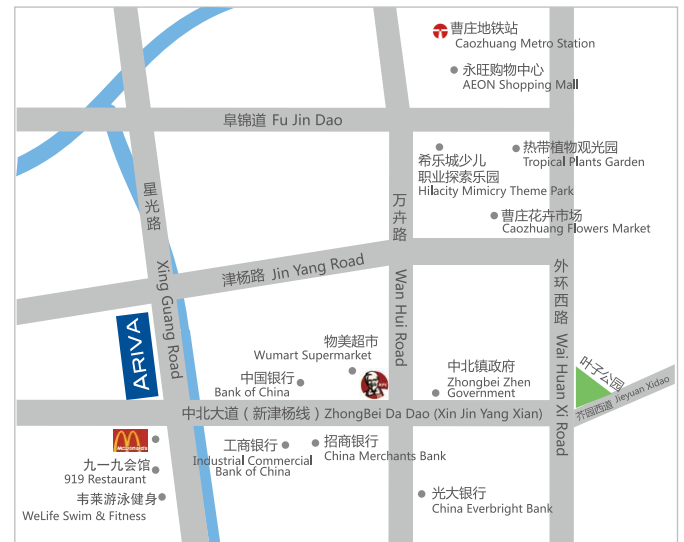 曹庄地铁站
Caozhuang Metro Station
永旺购物中心
AEON Shopping Mall
阜锦道 Fu Jin Dao
希乐城少儿
职业探索乐园
Hilacity Mimicry Theme Park
热带植物观光园
Tropical Plants Garden
星光路
万卉路
曹庄花卉市场
Caozhuang Flowers Market
津杨路 Jin Yang Road
Xing Guang Road
Wan Hui Road
外环西路 Wai Huan Xi Road
ARIVA
物美超市
Wumart Supermarket
中国银行
Bank of China
KFC
中北镇政府
Zhongbei Zhen
Government
叶子公园
芥园西道 Jieyuan Xidao
中北大道（新津杨线）ZhongBei Da Dao (Xin Jin Yang Xian)
McDonald's
九一九会馆
919 Restaurant
韦莱游泳健身
WeLife Swim & Fitness
工商银行
Industrial Commercial
Bank of China
招商银行
China Merchants Bank
光大银行
China Everbright Bank